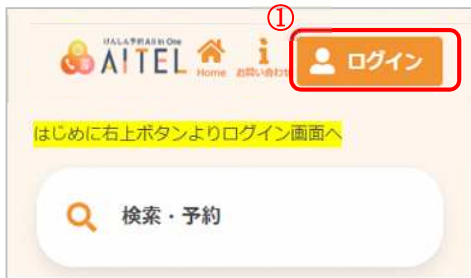 ①
けんしん予約All in One
AITEL
Home
お問い合わせ
ログイン
はじめに右上ボタンよりログイン画面へ
検索・予約